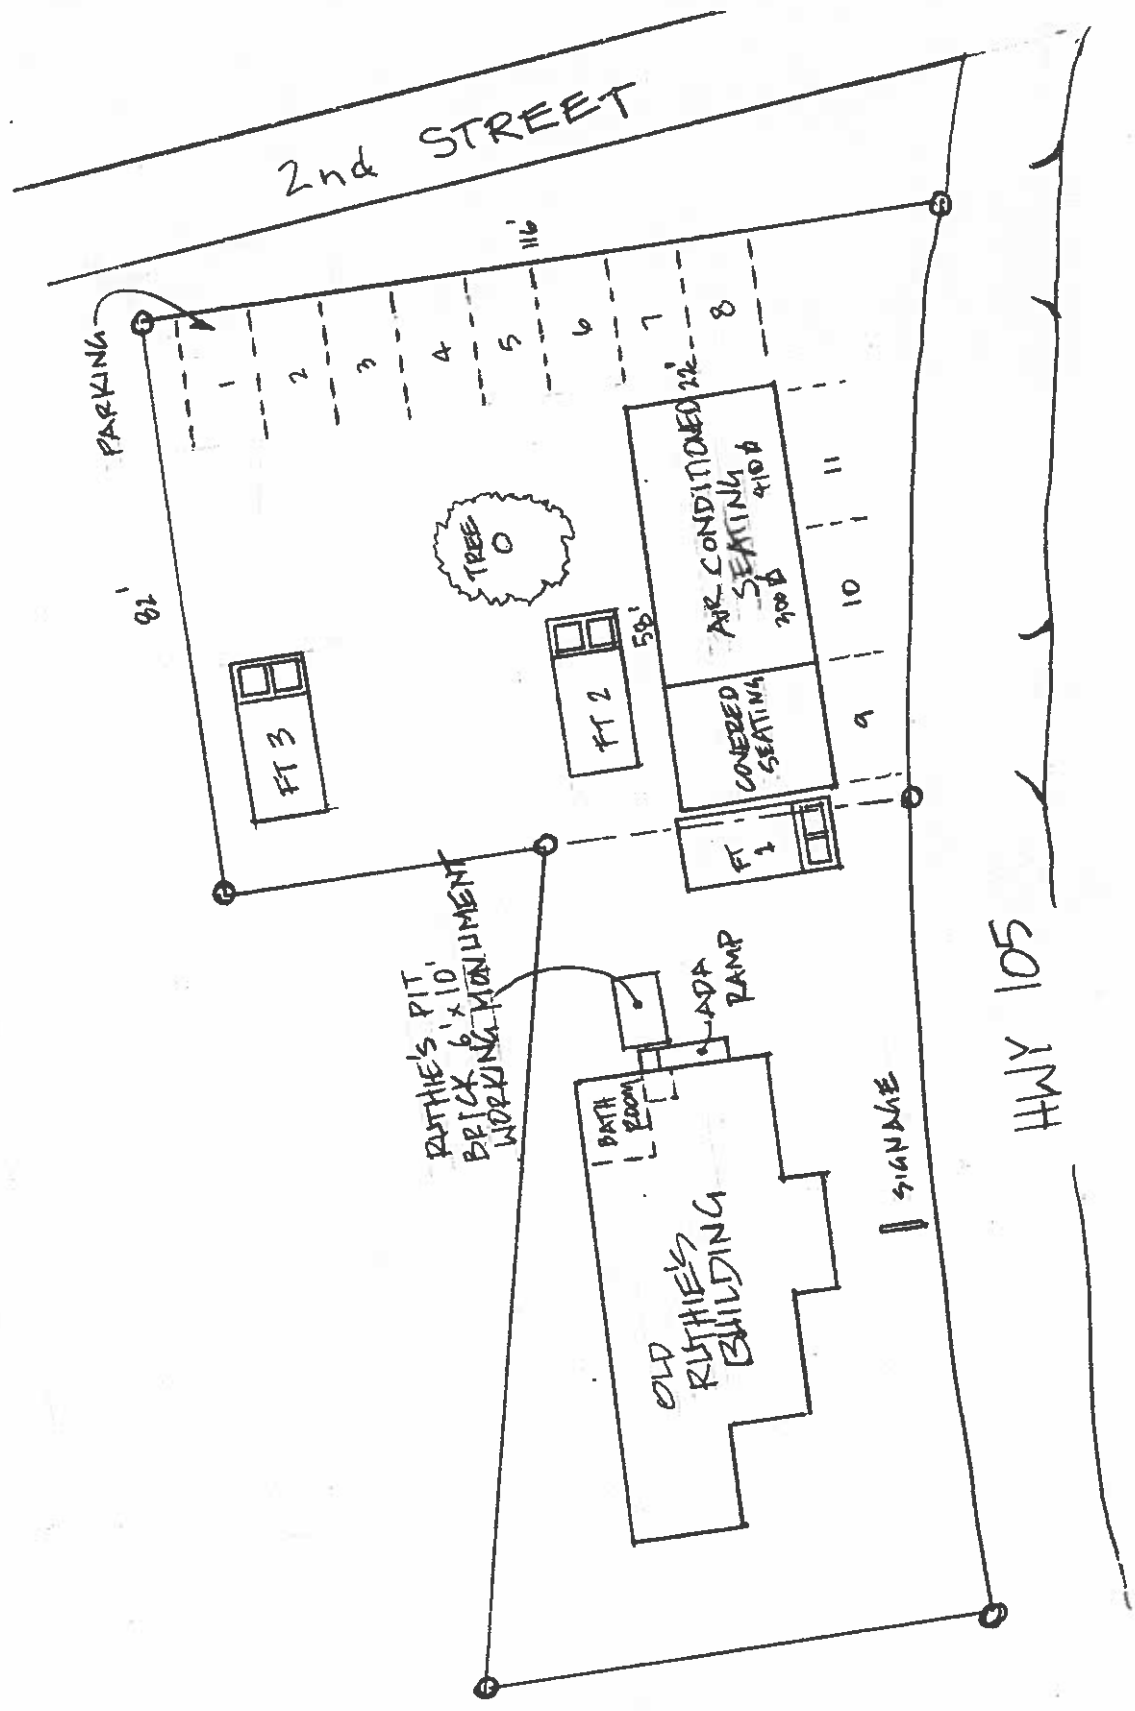 2nd STREET
PARKING
116'
1
2
3
4
5
6
7
8
82'
TREE
22'
AIR CONDITIONED
SEATING
300
58'
11
10
9
COVERED
SEATING
FT 3
FT 2
FT
1
RUTHIE'S PIT
BRICK 6'x10'
WORKING MONUMENT
ADA
RAMP
BATH
ROOM
OLD
RUTHIE'S
BUILDING
SIGNAGE
HWY 105